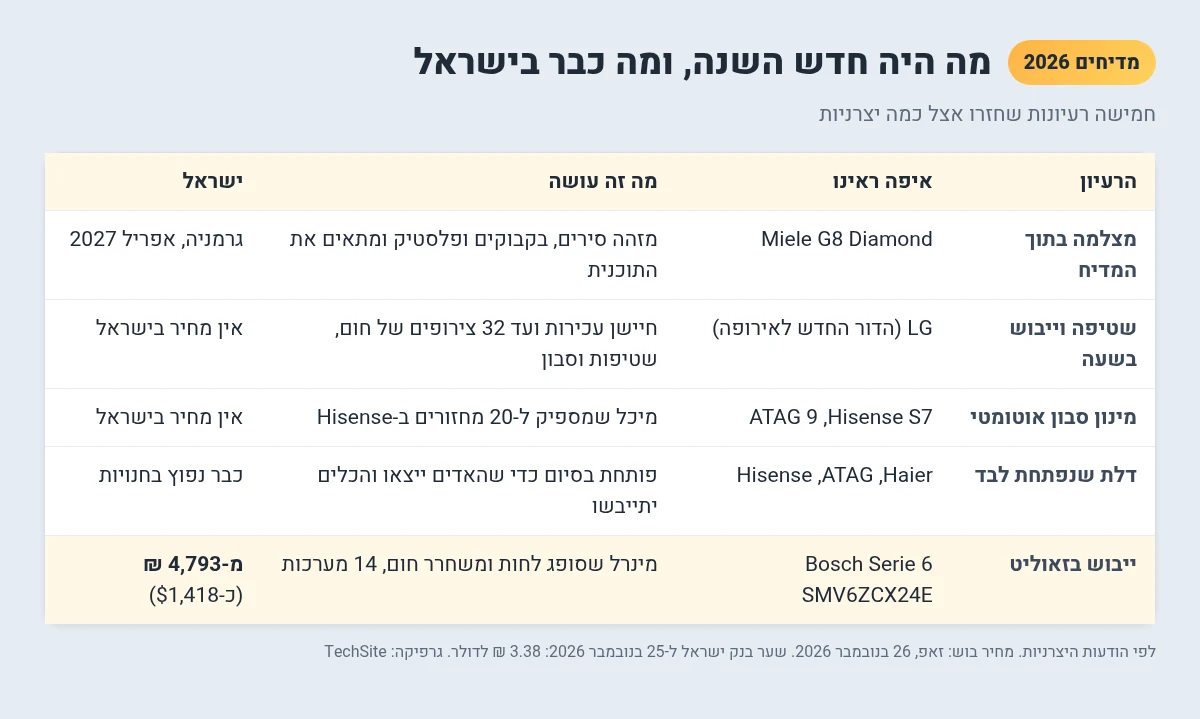 מדיחים 2026
מה היה חדש השנה, ומה כבר בישראל
חמישה רעיונות שחזרו אצל כמה יצרניות
הרעיון
איפה ראינו
מה זה עושה
ישראל
מצלמה בתוך
המדיח
Miele G8 Diamond
מזהה סירים, בקבוקים ופלסטיק ומתאים את
התוכנית
גרמניה, אפריל 2027
שטיפה וייבוש
בשעה
LG (הדור החדש לאירופה)
חיישן עכירות ועד 32 צירופים של חום,
שטיפות וסבון
אין מחיר בישראל
מינון סבון אוטומטי
Hisense S7, ATAG 9
מיכל שמספיק ל-20 מחזורים ב-Hisense
אין מחיר בישראל
דלת שנפתחת לבד
Haier, ATAG, Hisense
פותחת בסיום כדי שהאדים ייצאו והכלים
יתייבשו
כבר נפוץ בחנויות
ייבוש בזאוליט
Bosch Serie 6
SMV6ZCX24E
מינרל שסופג לחות ומשחרר חום, 14 מערכות
מ-4,793 ₪
(כ-1,418$)
לפי הודעות היצרניות. מחיר בוש: זאפ, 26 בנובמבר 2026. שער בנק ישראל ל-25 בנובמבר 2026: 3.38 ₪ לדולר. גרפיקה: TechSite